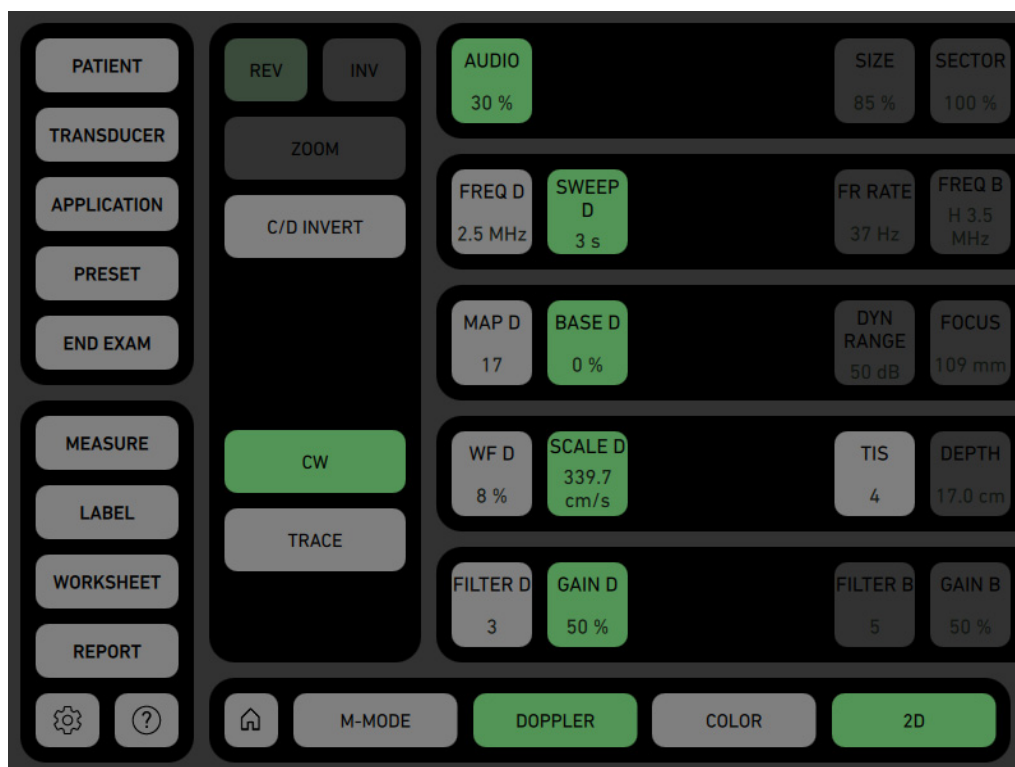 PATIENT
TRANSDUCER
APPLICATION
PRESET
END EXAM
MEASURE
LABEL
WORKSHEET
REPORT
REV
INV
ZOOM
C/D INVERT
CW
TRACE
AUDIO
30 %
SIZE
85 %
SECTOR
100 %
FREQ D
2.5 MHz
SWEEP
D
3 s
FR RATE
37 Hz
FREQ B
H 3.5
MHz
MAP D
17
BASE D
0 %
DYN
RANGE
50 dB
FOCUS
109 mm
WF D
8 %
SCALE D
339.7
cm/s
TIS
4
DEPTH
17.0 cm
FILTER D
3
GAIN D
50 %
FILTER B
5
GAIN B
50 %
M-MODE
DOPPLER
COLOR
2D